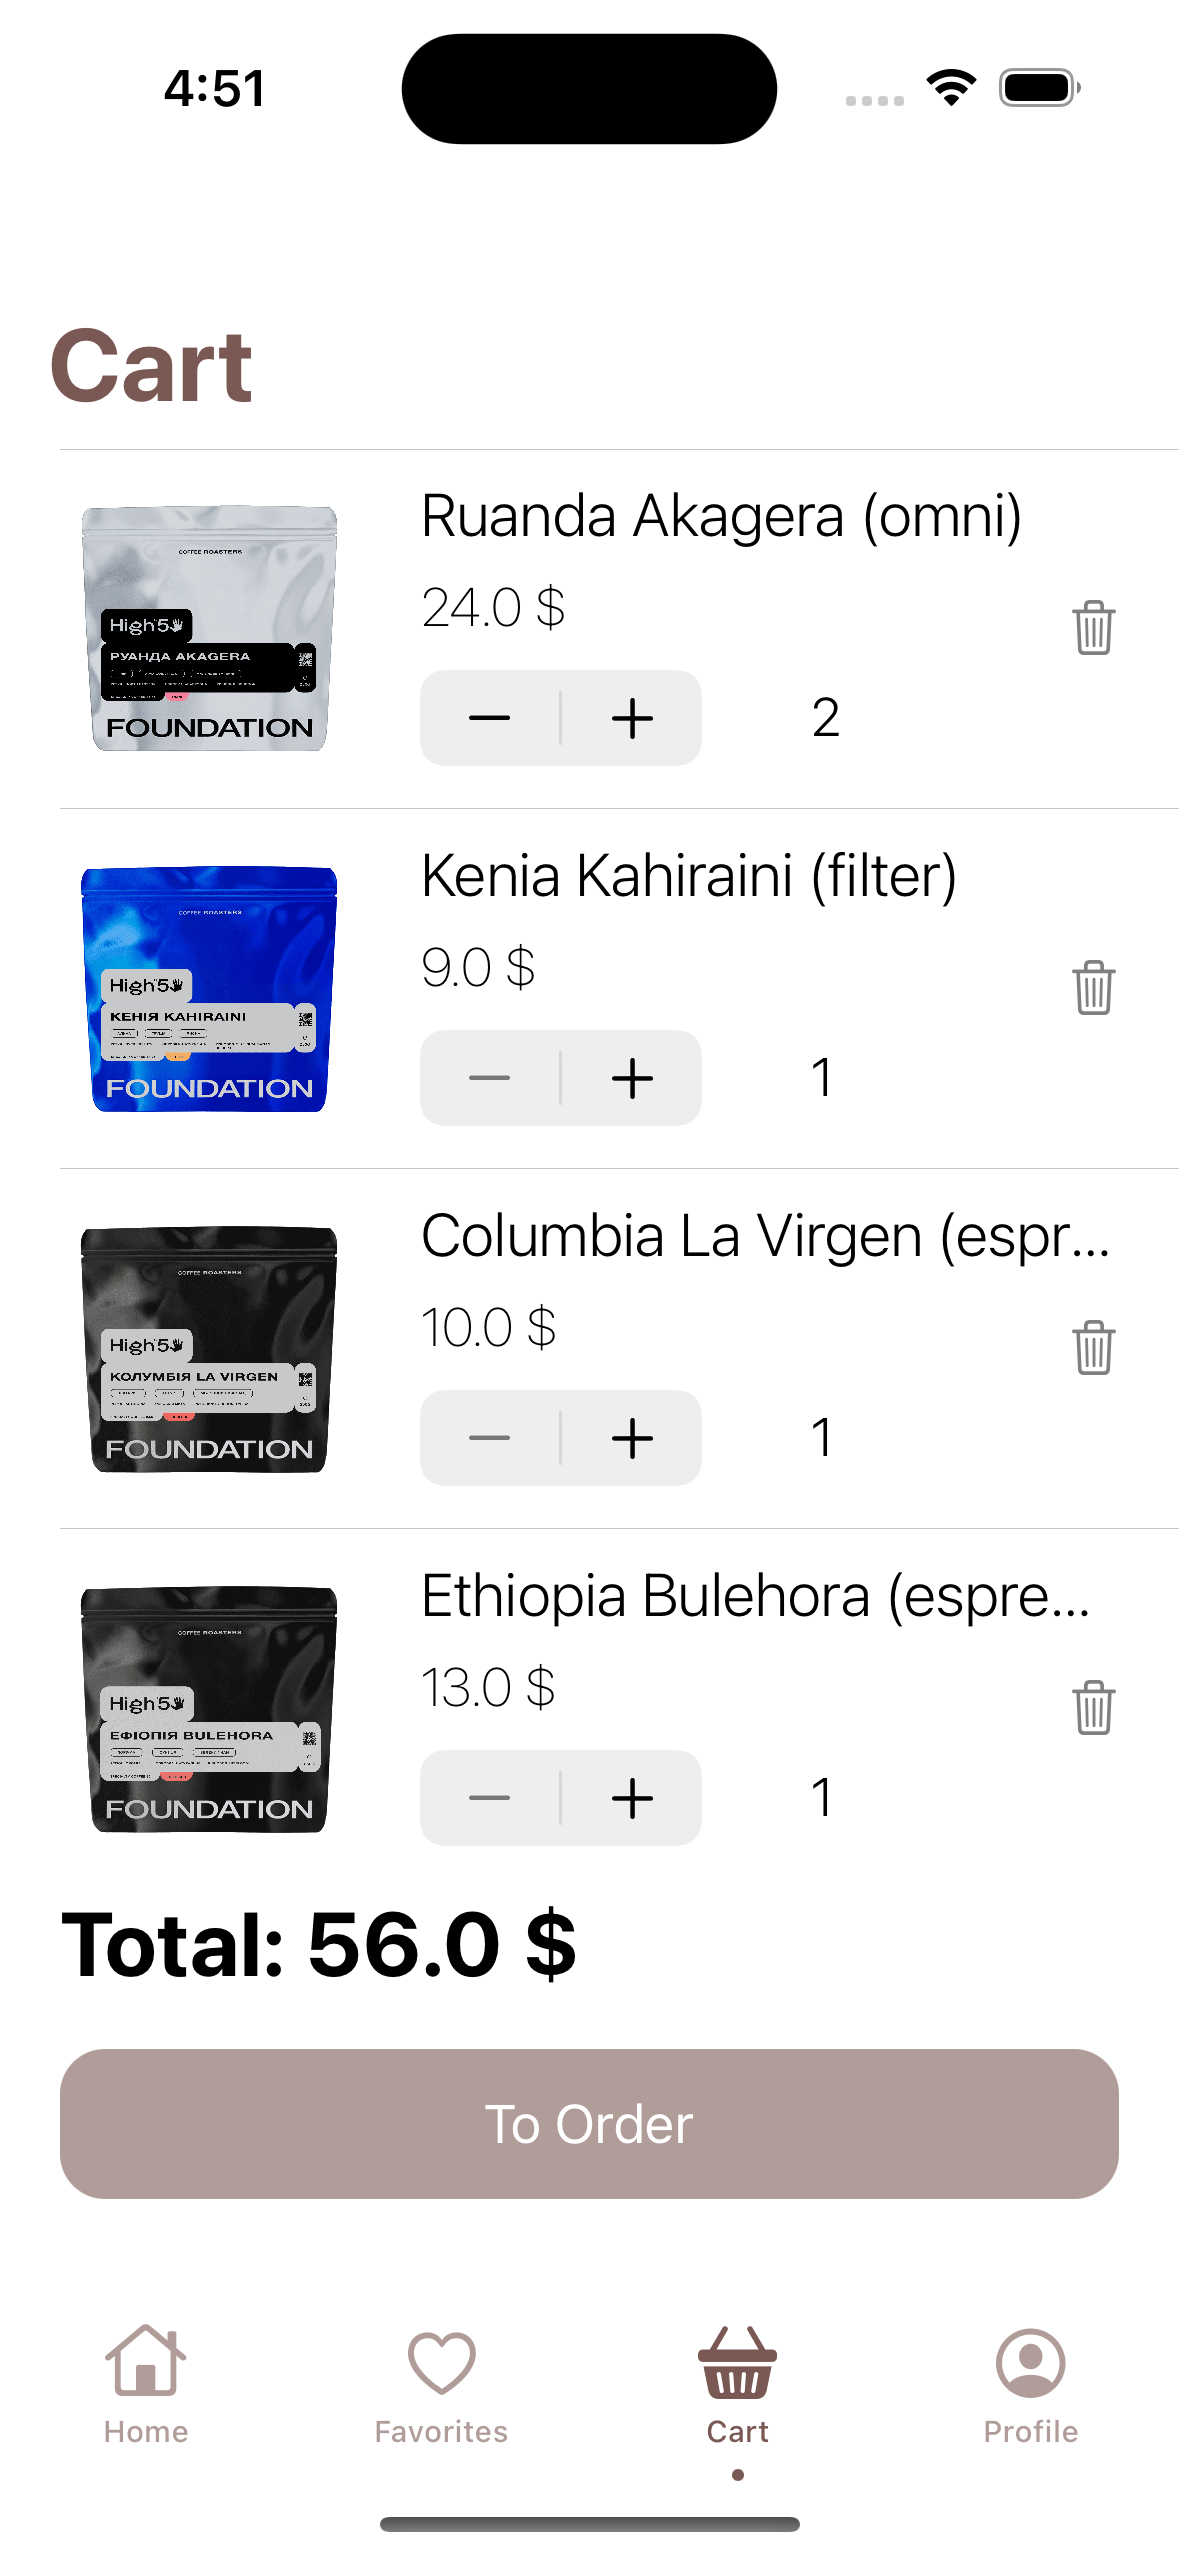 4:51
Cart
COFFEE ROASTERS
High5
РУАНДА AKAGERA
FOUNDATION
Ruanda Akagera (omni)
24.0 $
2
COFFEE ROASTERS
High5
КЕНІЯ KAHIRAINI
FOUNDATION
Kenia Kahiraini (filter)
9.0 $
1
COFFEE ROASTERS
High5
КОЛУМБІЯ LA VIRGEN
FOUNDATION
Columbia La Virgen (espr...
10.0 $
1
COFFEE ROASTERS
High5
ЕФІОПІЯ BULEHORA
FOUNDATION
Ethiopia Bulehora (espre...
13.0 $
1
Total: 56.0 $
To Order
Home
Favorites
Cart
Profile